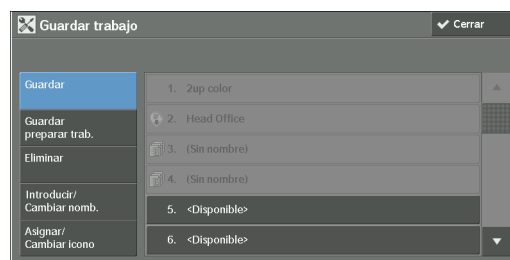 Guardar trabajo
Cerrar
Guardar
Guardar
preparar trab.
Eliminar
Introducir/
Cambiar nomb.
Asignar/
Cambiar icono
1. 2up color
2. Head Office
3. (Sin nombre)
4. (Sin nombre)
5. <Disponible>
6. <Disponible>